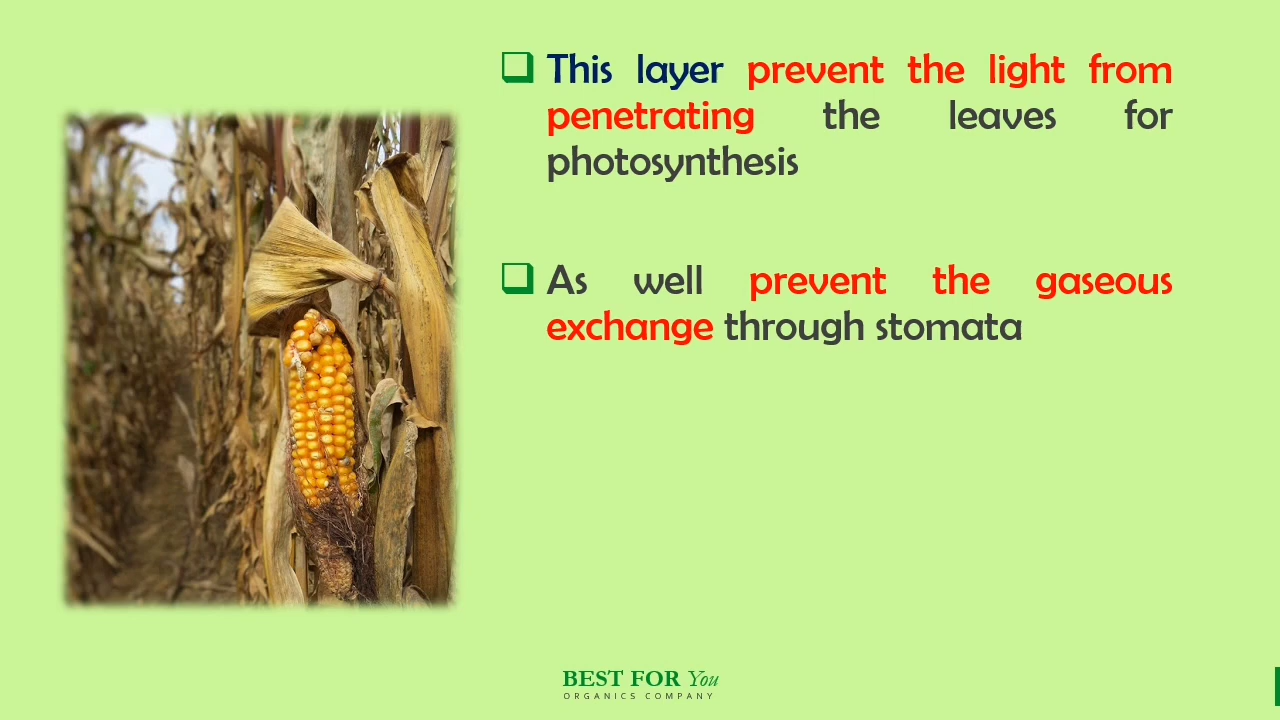 This layer prevent the light from
penetrating the leaves for
photosynthesis
As well prevent the gaseous
exchange through stomata
BEST FOR You
ORGANICS COMPANY